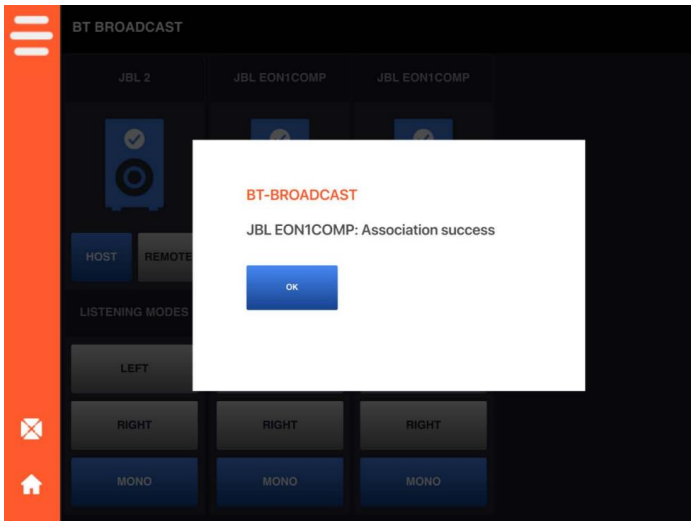 BT BROADCAST
JBL 2
JBL EON1COMP
JBL EON1COMP
BT-BROADCAST
JBL EON1COMP: Association success
OK
HOST
REMOTE
LISTENING MODES
LEFT
RIGHT
RIGHT
RIGHT
MONO
MONO
MONO